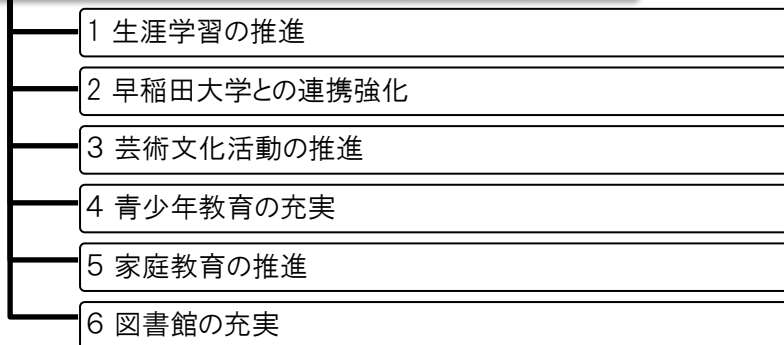 1 生涯学習の推進
2 早稲田大学との連携強化
3 芸術文化活動の推進
4 青少年教育の充実
5 家庭教育の推進
6 図書館の充実